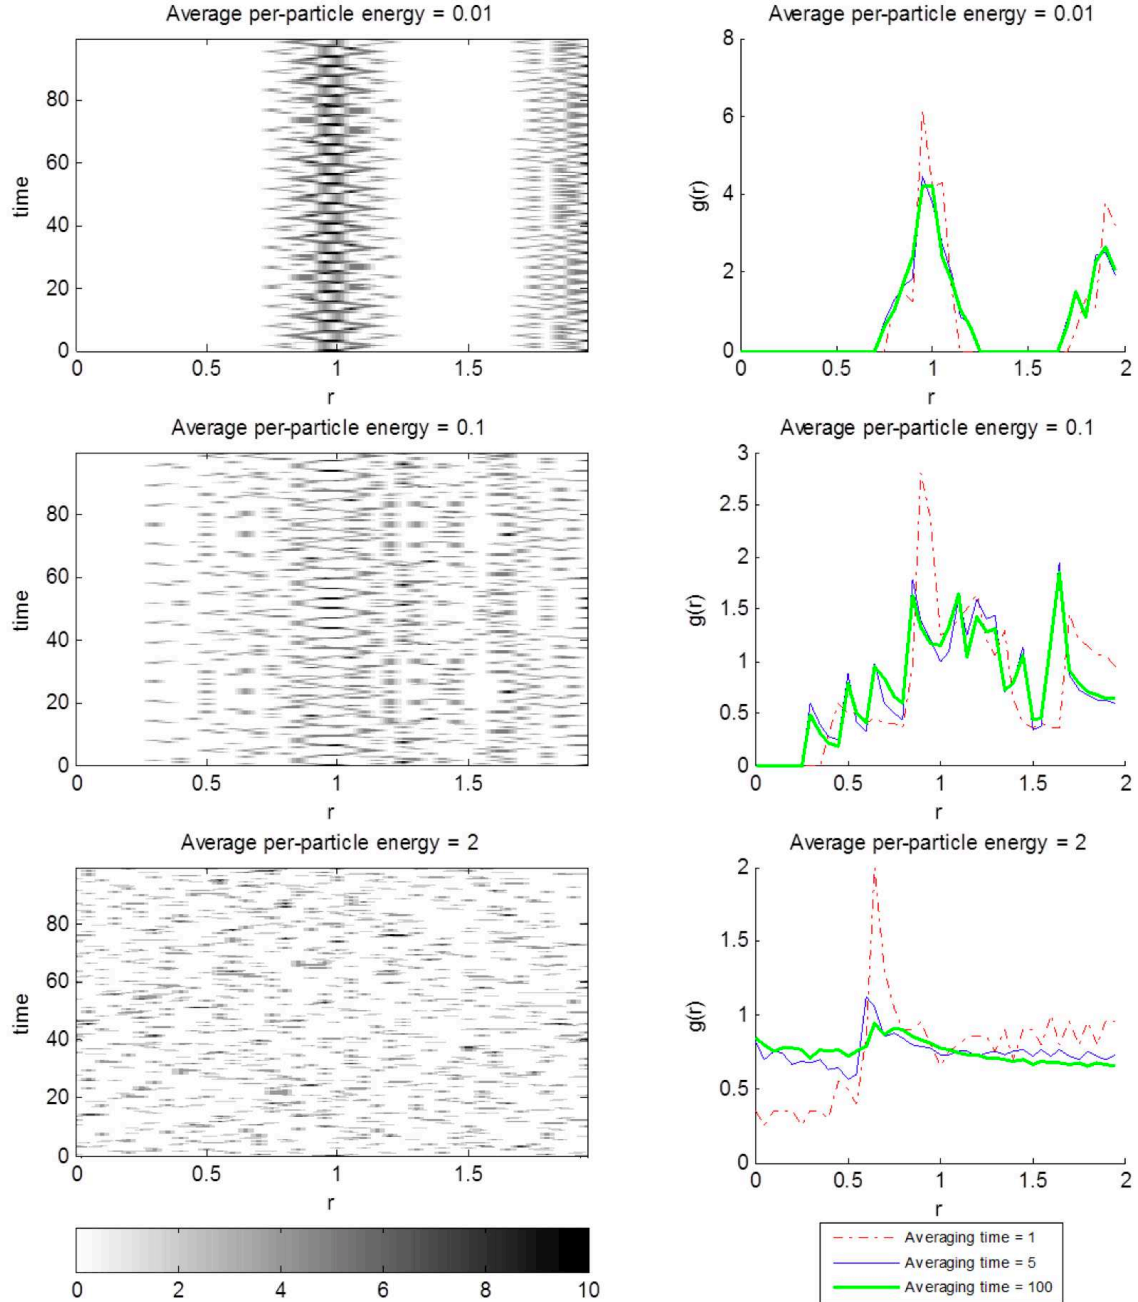 Average per-particle energy = 0.01
time
80
60
40
20
0
0 0.5 1 1.5
r
Average per-particle energy = 0.01
g(r)
8
6
4
2
0
0 0.5 1 1.5 2
r
Average per-particle energy = 0.1
time
80
60
40
20
0
0 0.5 1 1.5
r
Average per-particle energy = 0.1
g(r)
3
2.5
2
1.5
1
0.5
0
0 0.5 1 1.5 2
r
Average per-particle energy = 2
time
80
60
40
20
0
0 0.5 1 1.5
r
Average per-particle energy = 2
g(r)
2
1.5
1
0.5
0
0 0.5 1 1.5 2
r
0 2 4 6 8 10
Averaging time = 1
Averaging time = 5
Averaging time = 100